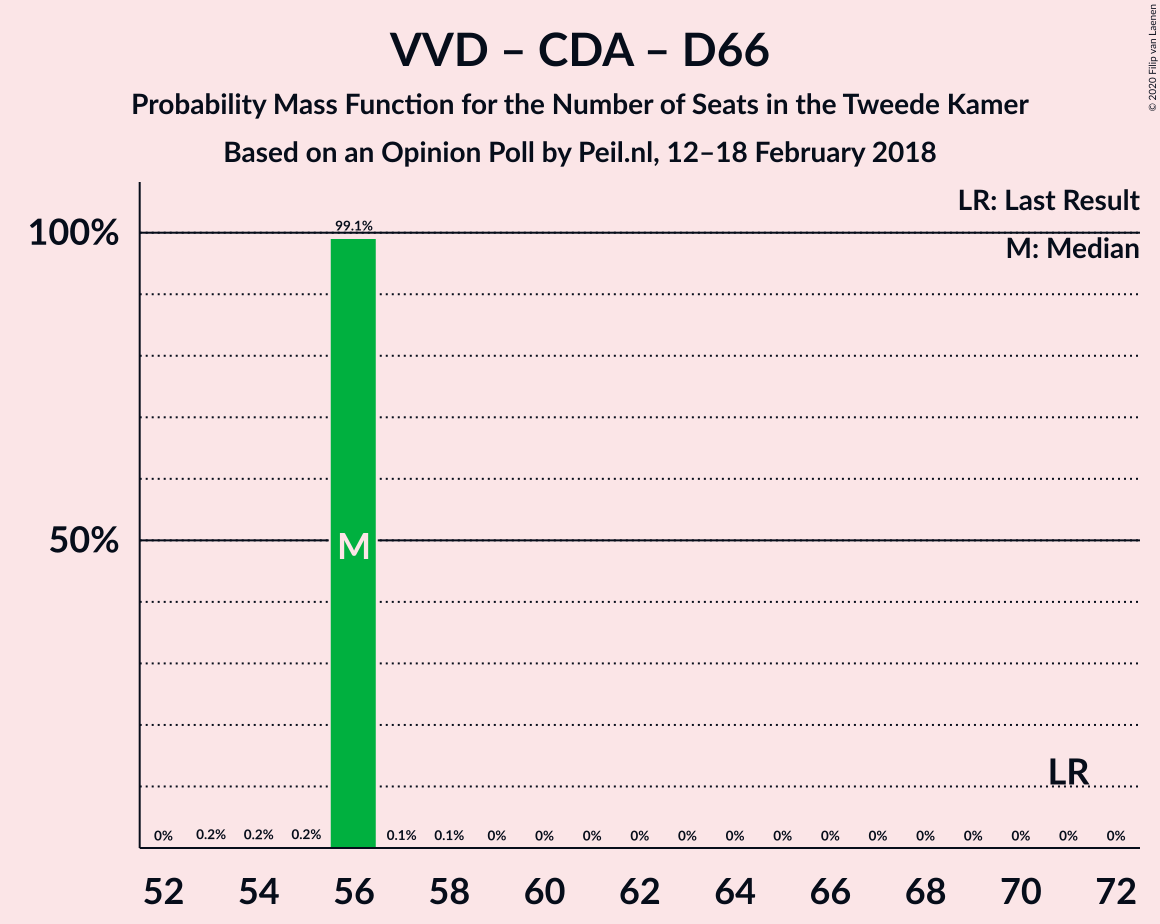 VVD – CDA – D66
Probability Mass Function for the Number of Seats in the Tweede Kamer
Based on an Opinion Poll by Peil.nl, 12–18 February 2018
© 2020 Filip van Laenen
LR: Last Result
M: Median
100%
50%
99.1%
M
LR
0% 0.2% 0.2% 0.2% 0.1% 0.1% 0% 0% 0% 0% 0% 0% 0% 0% 0% 0% 0% 0% 0% 0%
52 54 56 58 60 62 64 66 68 70 72